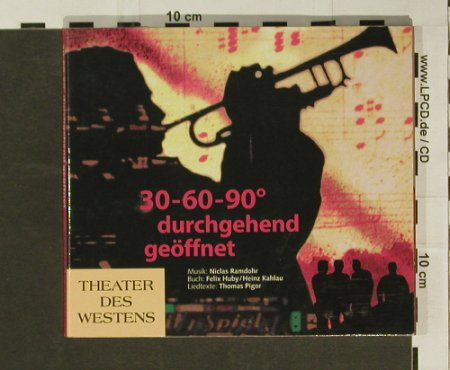 10 cm
www.LPCD.de / CD
30-60-90°
durchgehend
geöffnet
Musik: Niclas Ramdohr
Buch: Felix Huby/Heinz Kahlau
Liedtexte: Thomas Pigor
THEATER
DES
WESTENS
10 cm